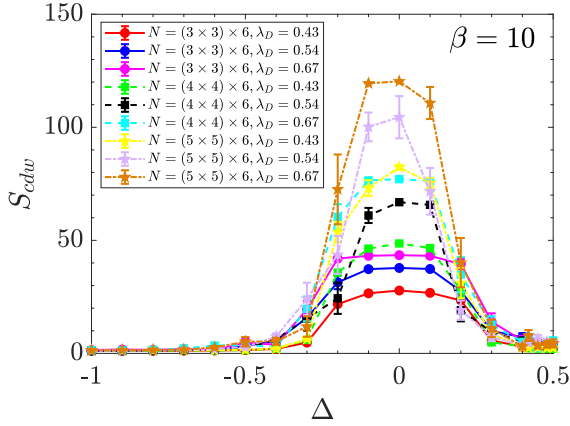 150
100
50
0
S_cdw
N = (3 × 3) × 6, λ_D = 0.43
N = (3 × 3) × 6, λ_D = 0.54
N = (3 × 3) × 6, λ_D = 0.67
N = (4 × 4) × 6, λ_D = 0.43
N = (4 × 4) × 6, λ_D = 0.54
N = (4 × 4) × 6, λ_D = 0.67
N = (5 × 5) × 6, λ_D = 0.43
N = (5 × 5) × 6, λ_D = 0.54
N = (5 × 5) × 6, λ_D = 0.67
β = 10
-1 -0.5 0 0.5
Δ